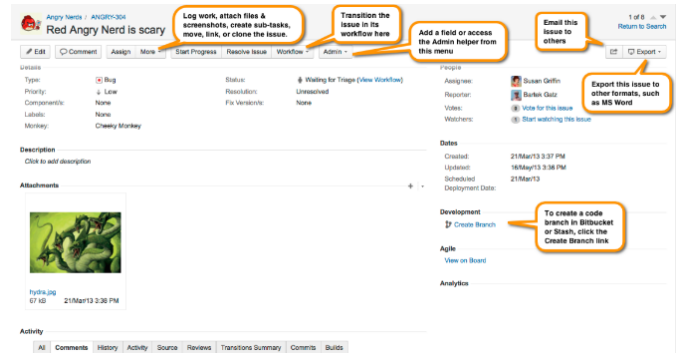 Angry Nerds / ANGRY-304
Red Angry Nerd is scary
Log work, attach files &
screenshots, create sub-tasks,
move, link, or clone the issue.
Transition the
issue in its
workflow here
Add a field or access
the Admin helper from
this menu
Email this
issue to
others
1 of 8
Return to Search
Edit Comment Assign More Start Progress Resolve Issue Workflow Admin Export
Export this issue to
other formats, such
as MS Word
Details
Type: Bug
Priority: Low
Component/s: None
Labels: None
Monkey: Cheeky Monkey
Status: Waiting for Triage (View Workflow)
Resolution: Unresolved
Fix Version/s: None
People
Assignee: Susan Griffin
Reporter: Bartek Gatz
Votes: Vote for this issue
Watchers: 1 Start watching this issue
Description
Click to add description
Dates
Created: 21/Mar/13 3:37 PM
Updated: 16/May/13 3:38 PM
Scheduled
Deployment Date: 21/Mar/13
Attachments
hydra.jpg
67 kB 21/Mar/13 3:38 PM
Development
Create Branch
To create a code
branch in Bitbucket
or Stash, click the
Create Branch link
Agile
View on Board
Analytics
Activity
All Comments History Activity Source Reviews Transitions Summary Commits Builds